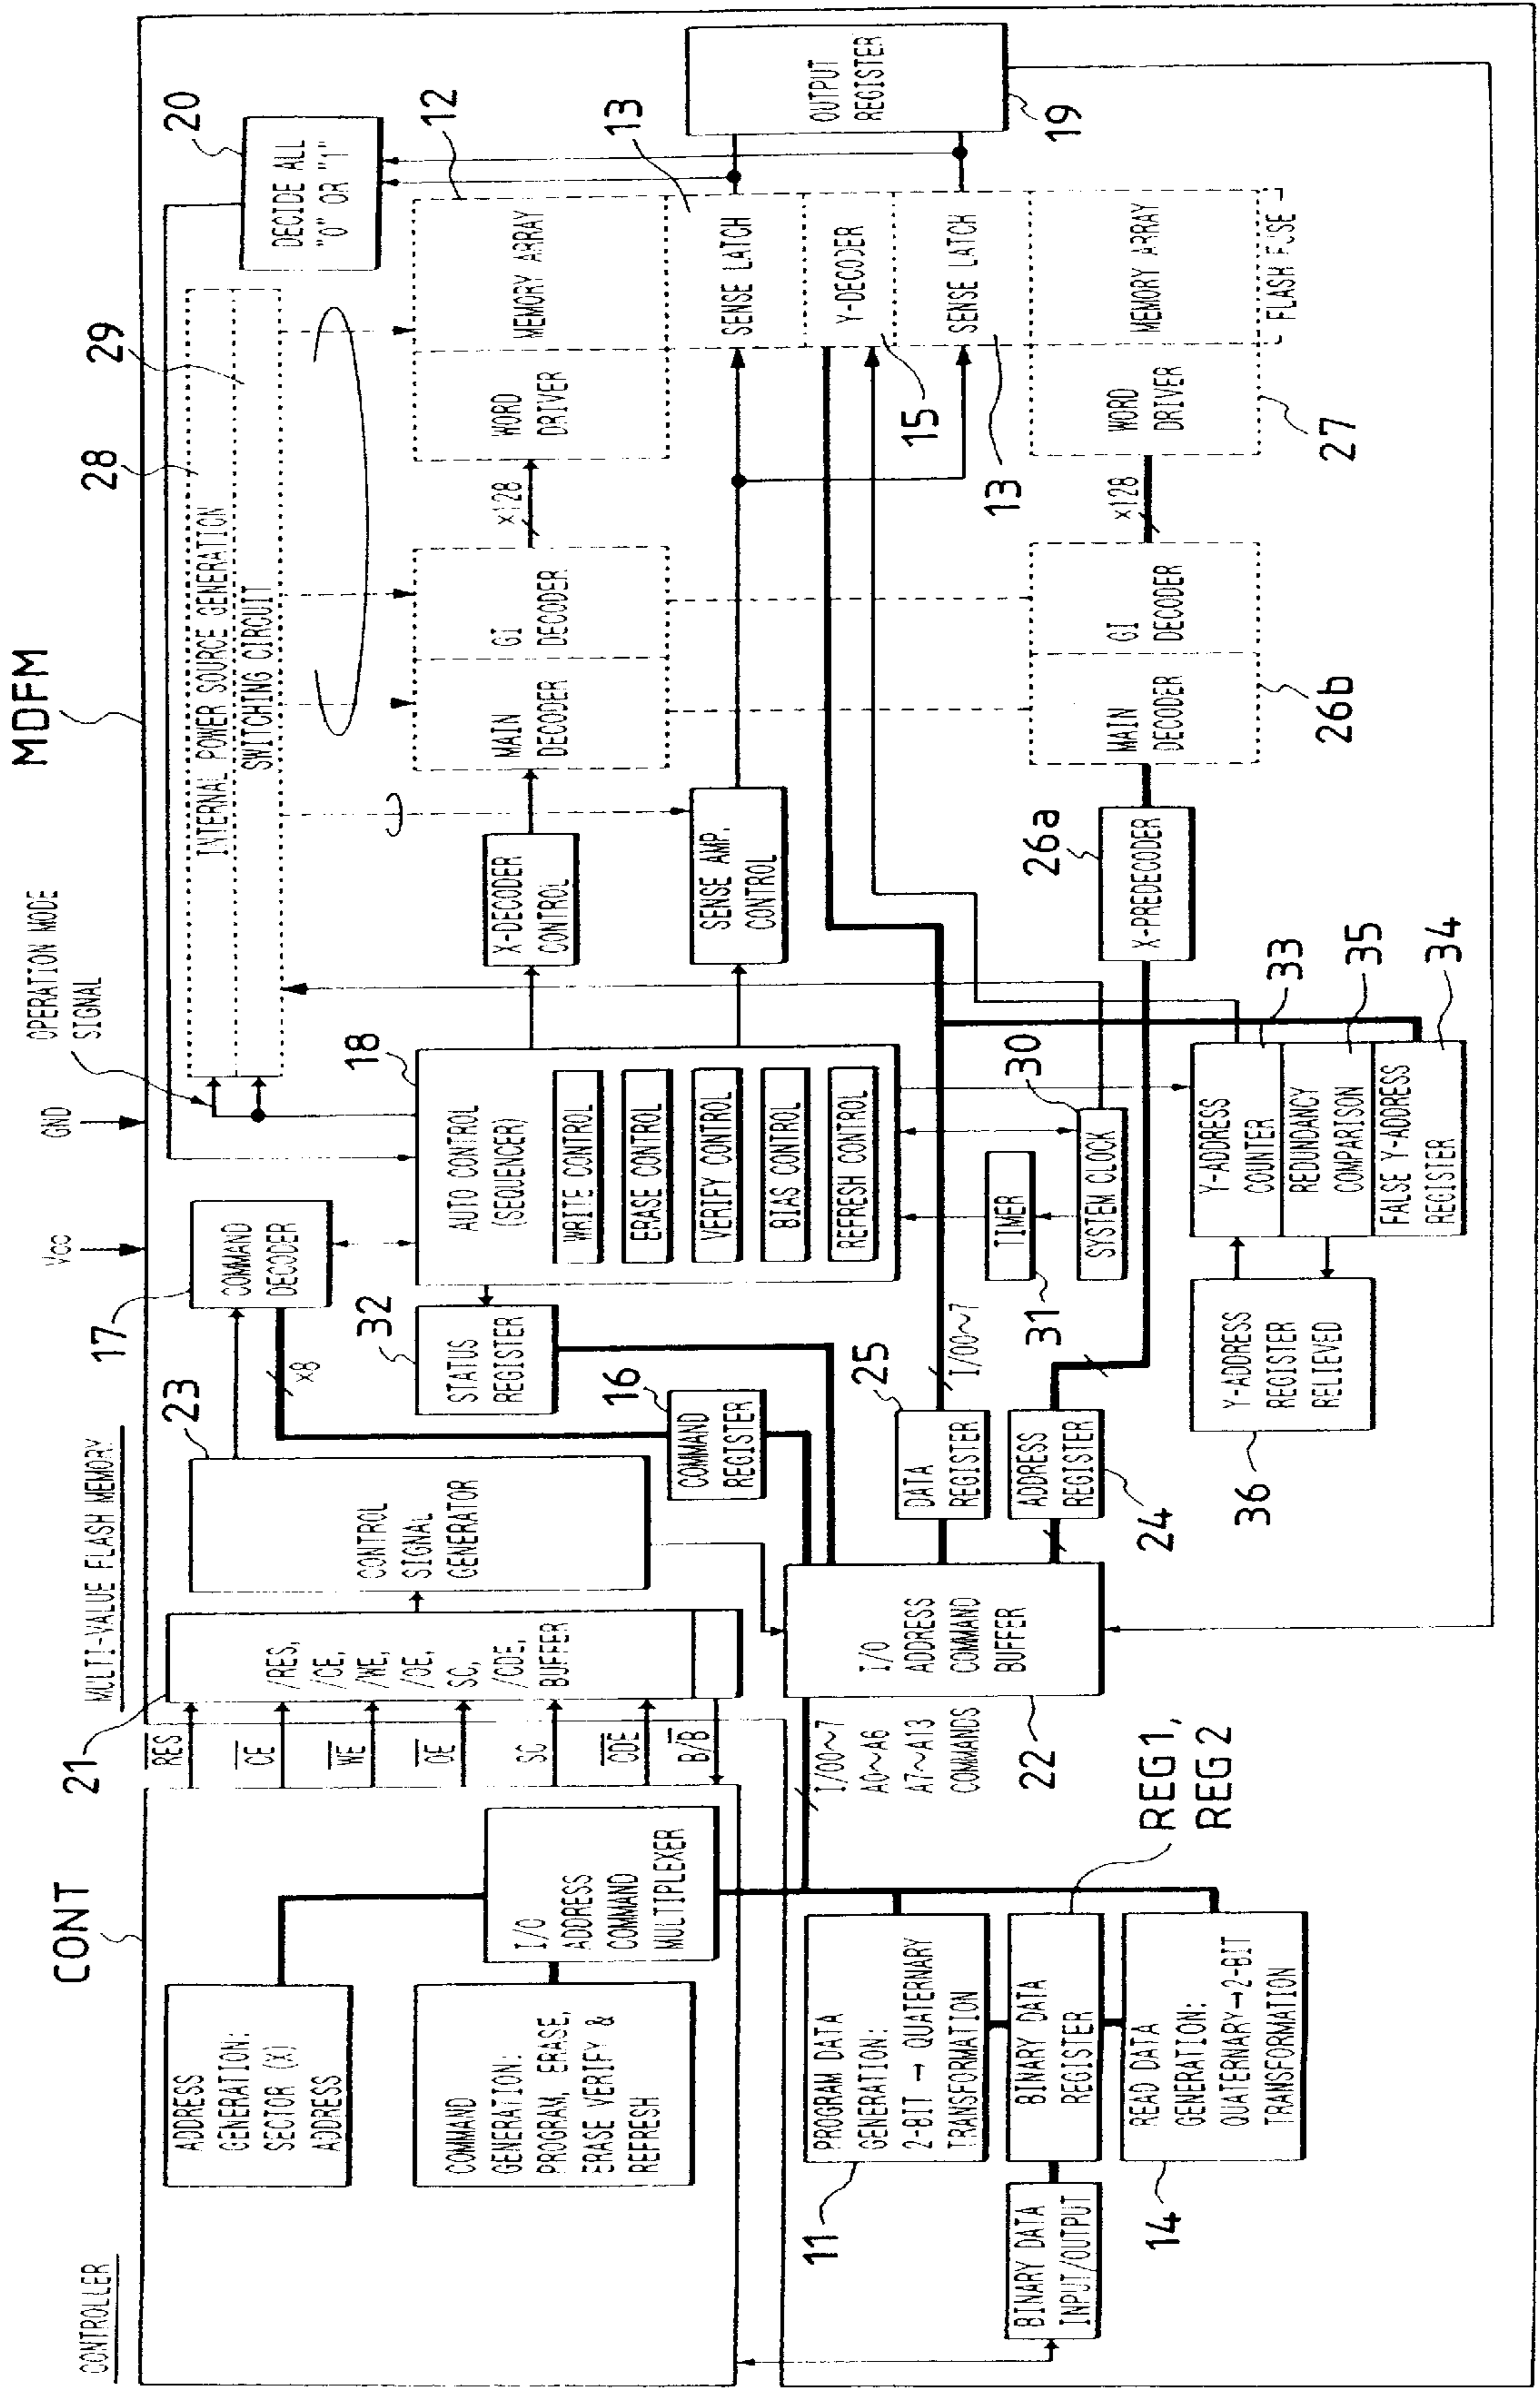 CONTROLLER
CONT
MULTI-VALUE FLASH MEMORY
MDFM
VCC
GND
OPERATION MODE
SIGNAL
ADDRESS
GENERATION:
SECTOR (X)
ADDRESS
COMMAND
GENERATION:
PROGRAM, ERASE,
ERASE VERIFY &
REFRESH
I/O
ADDRESS
COMMAND
MULTIPLEXER
RES
CE
WE
OE
SC
CDE
B/B
21
/RES,
/CE,
/WE,
/OE,
SC,
/CDE,
BUFFER
23
CONTROL
SIGNAL
GENERATOR
17
COMMAND
DECODER
×8
32
STATUS
REGISTER
16
COMMAND
REGISTER
18
AUTO CONTROL
(SEQUENCER)
WRITE CONTROL
ERASE CONTROL
VERIFY CONTROL
BIAS CONTROL
REFRESH CONTROL
28
29
INTERNAL POWER SOURCE GENERATION
SWITCHING CIRCUIT
20
DECIDE ALL
"0" OR "1"
X-DECODER
CONTROL
SENSE AMP.
CONTROL
MAIN
DECODER
GI
DECODER
×128
WORD
DRIVER
12
MEMORY ARRAY
13
SENSE LATCH
Y-DECODER
15
SENSE LATCH
13
MEMORY ARRAY
FLASH FUSE
OUTPUT
REGISTER
19
WORD
DRIVER
27
×128
MAIN
DECODER
GI
DECODER
26b
26a
X-PREDECODER
I/O0~7
A0~A6
A7~A13
COMMANDS
I/O
ADDRESS
COMMAND
BUFFER
22
25
DATA
REGISTER
I/O0~7
ADDRESS
REGISTER
24
31
TIMER
30
SYSTEM CLOCK
Y-ADDRESS
COUNTER
33
REDUNDANCY
COMPARISON
35
FALSE Y-ADDRESS
REGISTER
34
Y-ADDRESS
REGISTER
RELIEVED
36
11
PROGRAM DATA
GENERATION:
2-BIT → QUATERNARY
TRANSFORMATION
BINARY DATA
REGISTER
REG1,
REG2
READ DATA
GENERATION:
QUATERNARY→2-BIT
TRANSFORMATION
14
BINARY DATA
INPUT/OUTPUT